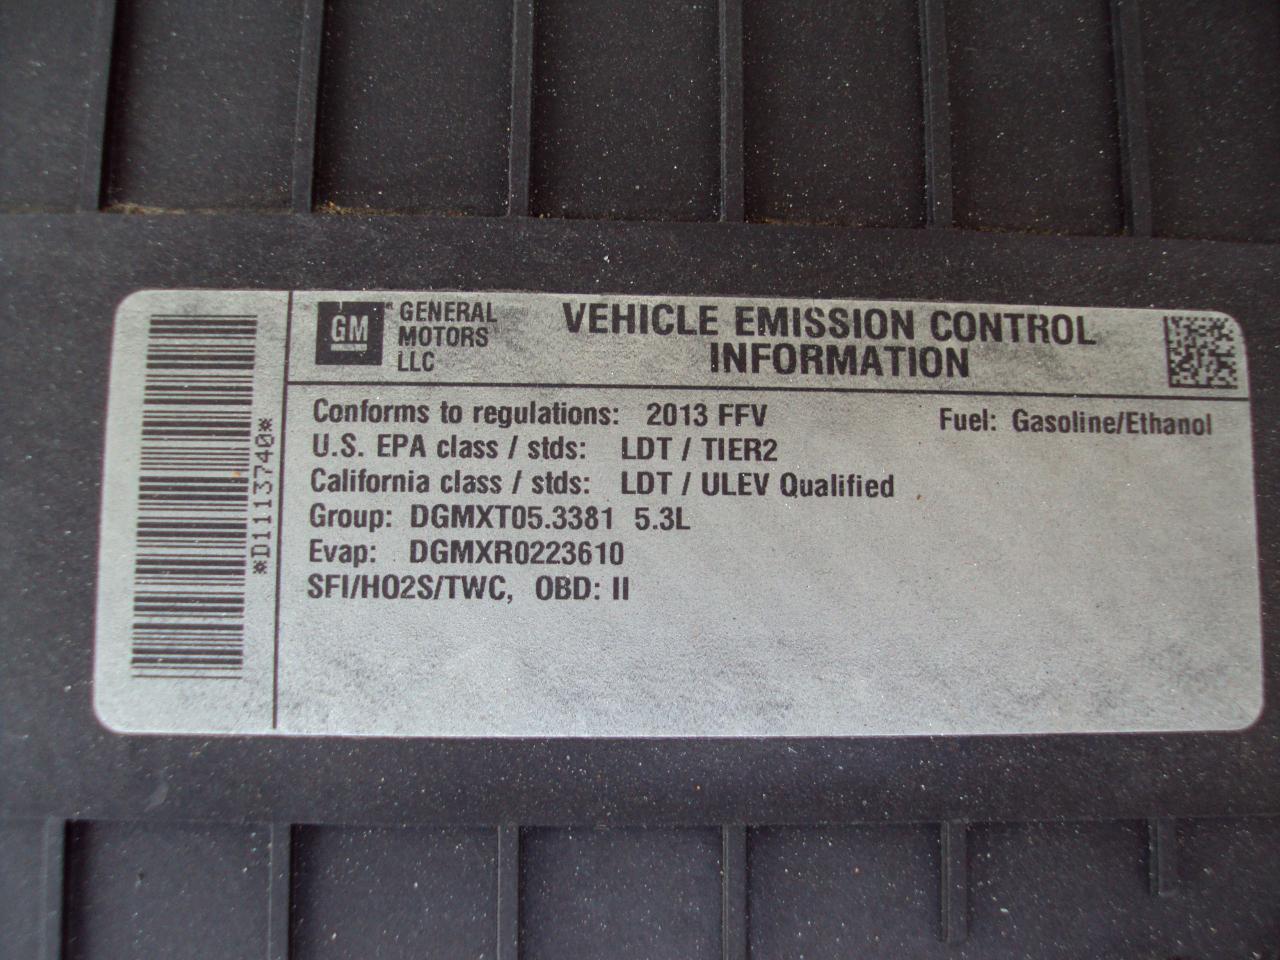 GM
GENERAL
MOTORS
LLC
VEHICLE EMISSION CONTROL
INFORMATION
Conforms to regulations: 2013 FFV Fuel: Gasoline/Ethanol
U.S. EPA class / stds: LDT / TIER2
California class / stds: LDT / ULEV Qualified
Group: DGMXT05.3381 5.3L
Evap: DGMXR0223610
SFI/HO2S/TWC, OBD: II
*D11113740*